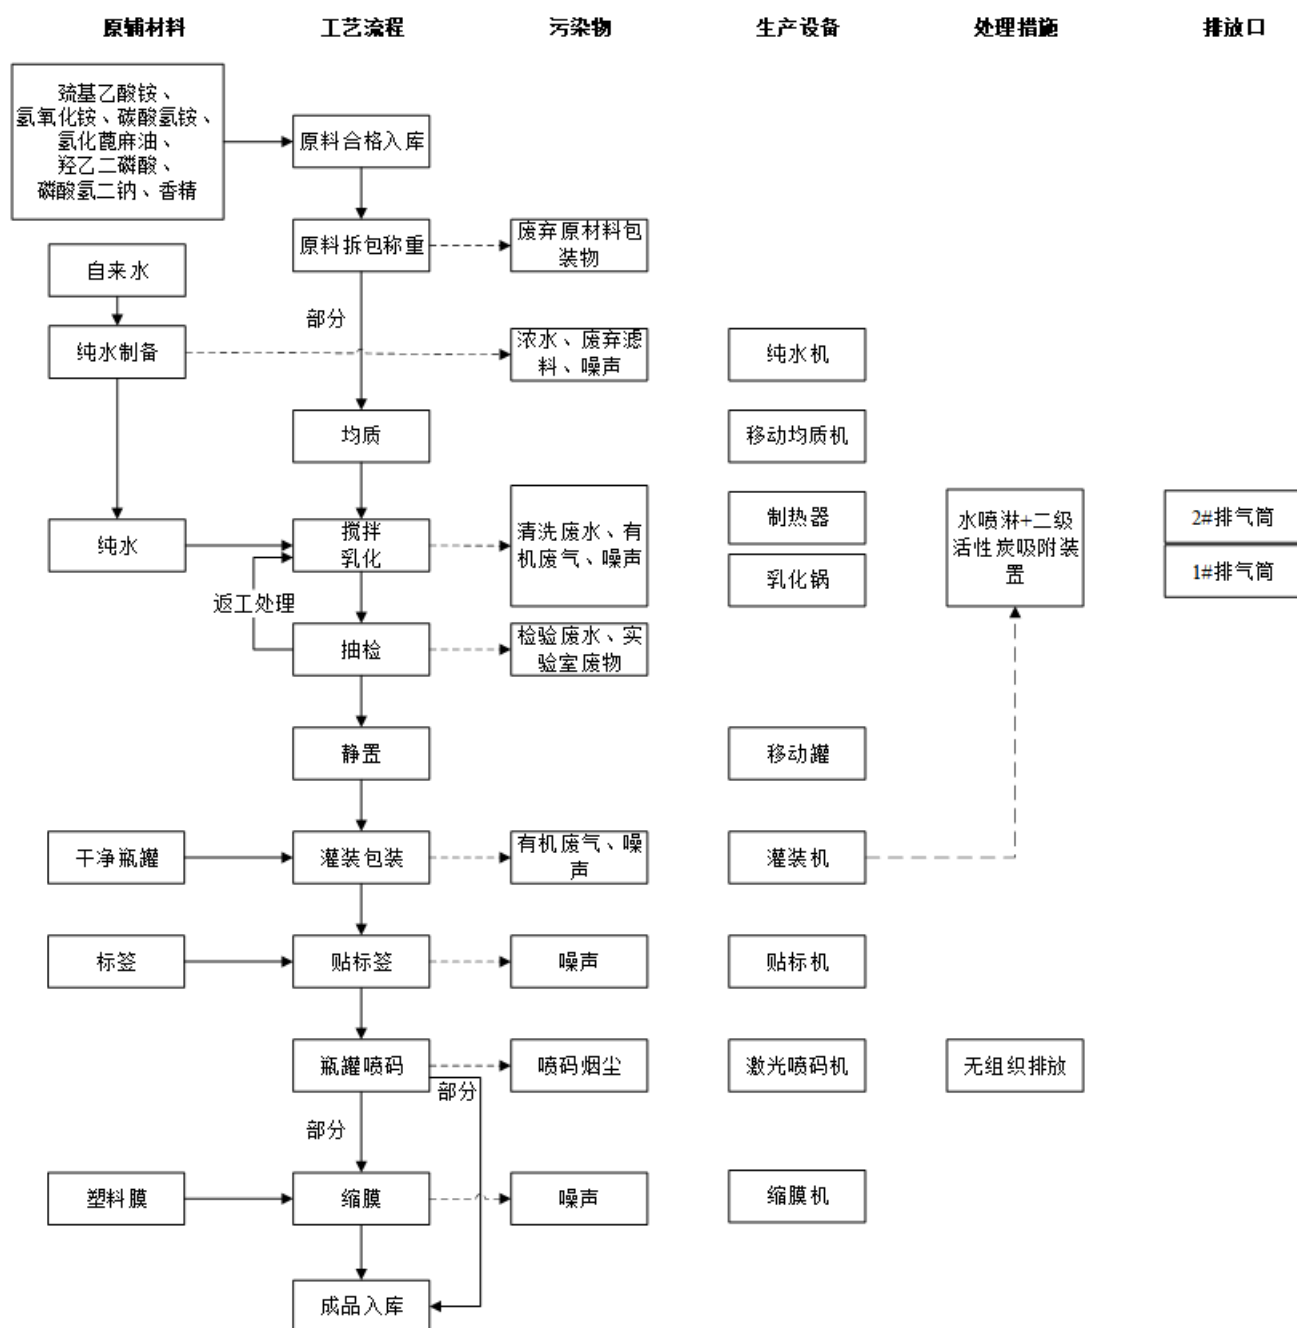 原辅材料 工艺流程 污染物 生产设备 处理措施 排放口
巯基乙酸铵、
氢氧化铵、碳酸氢铵、
氢化蓖麻油、
羟乙二磷酸、
磷酸氢二钠、香精
原料合格入库
原料拆包称重
废弃原材料包
装物
自来水
部分
纯水制备
浓水、废弃滤
料、噪声
纯水机
均质
移动均质机
纯水
搅拌
乳化
清洗废水、有
机废气、噪声
制热器
乳化锅
水喷淋+二级
活性炭吸附装
置
2#排气筒
1#排气筒
返工处理
抽检
检验废水、实
验室废物
静置
移动罐
干净瓶罐
灌装包装
有机废气、噪
声
灌装机
标签
贴标签
噪声
贴标机
瓶罐喷码
喷码烟尘
激光喷码机
无组织排放
部分
部分
塑料膜
缩膜
噪声
缩膜机
成品入库